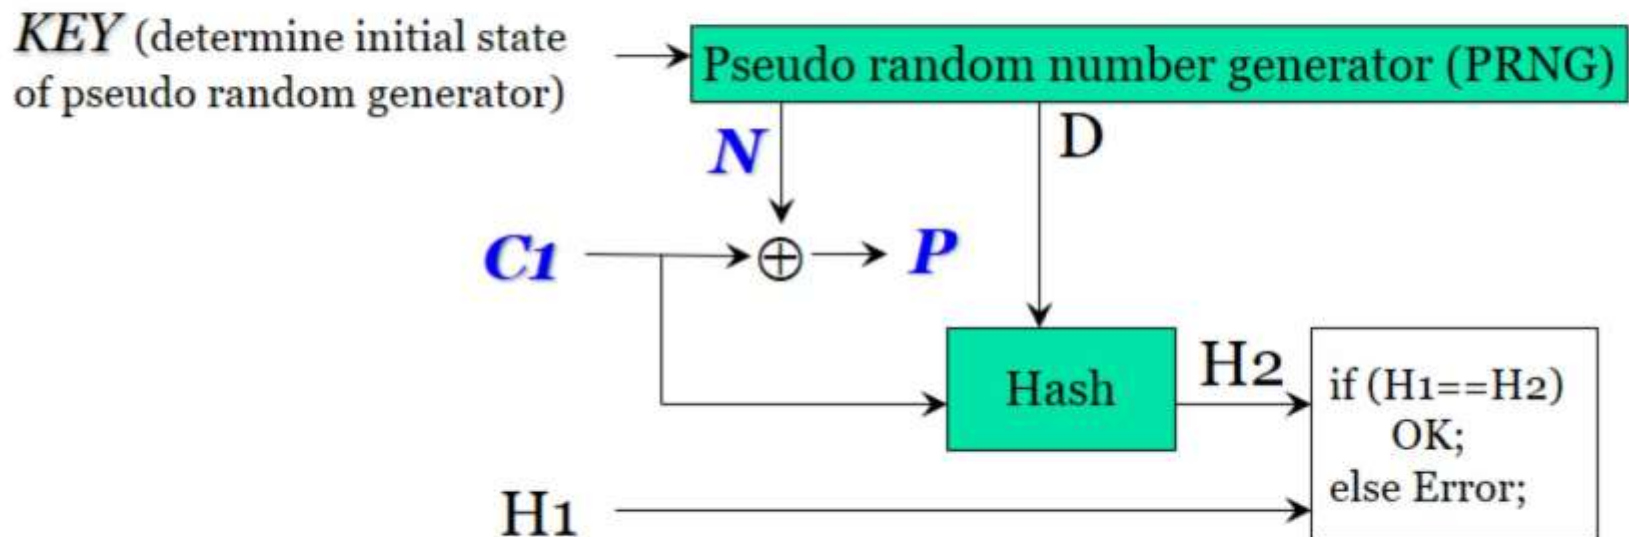 KEY (determine initial state
of pseudo random generator)
Pseudo random number generator (PRNG)
N
D
C1
P
Hash
H2
if (H1==H2)
OK;
else Error;
H1